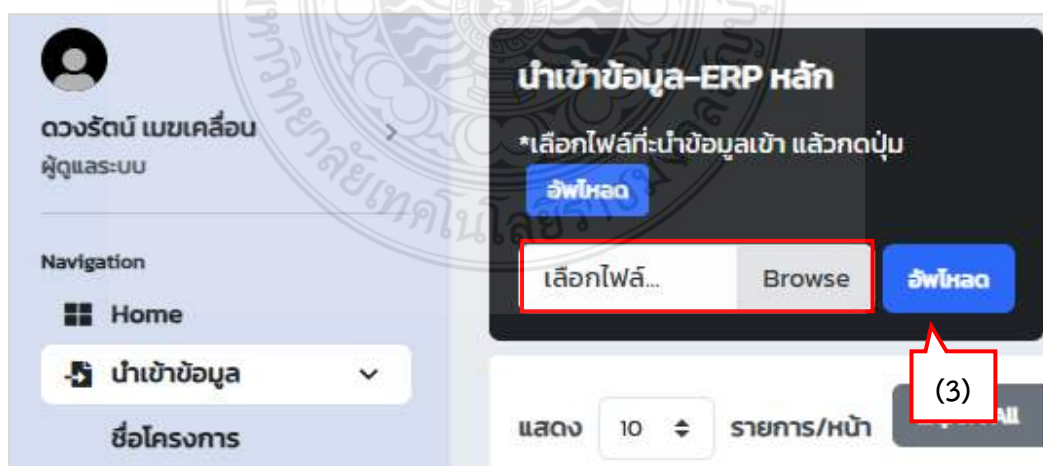 ดวงรัตน์ เมฆเคลื่อน
ผู้ดูแลระบบ
Navigation
Home
นำเข้าข้อมูล
ชื่อโครงการ
นำเข้าข้อมูล-ERP หลัก
*เลือกไฟล์ที่จะนำข้อมูลเข้า แล้วกดปุ่ม
อัพโหลด
เลือกไฟล์... Browse อัพโหลด
(3)
แสดง 10 รายการ/หน้า All